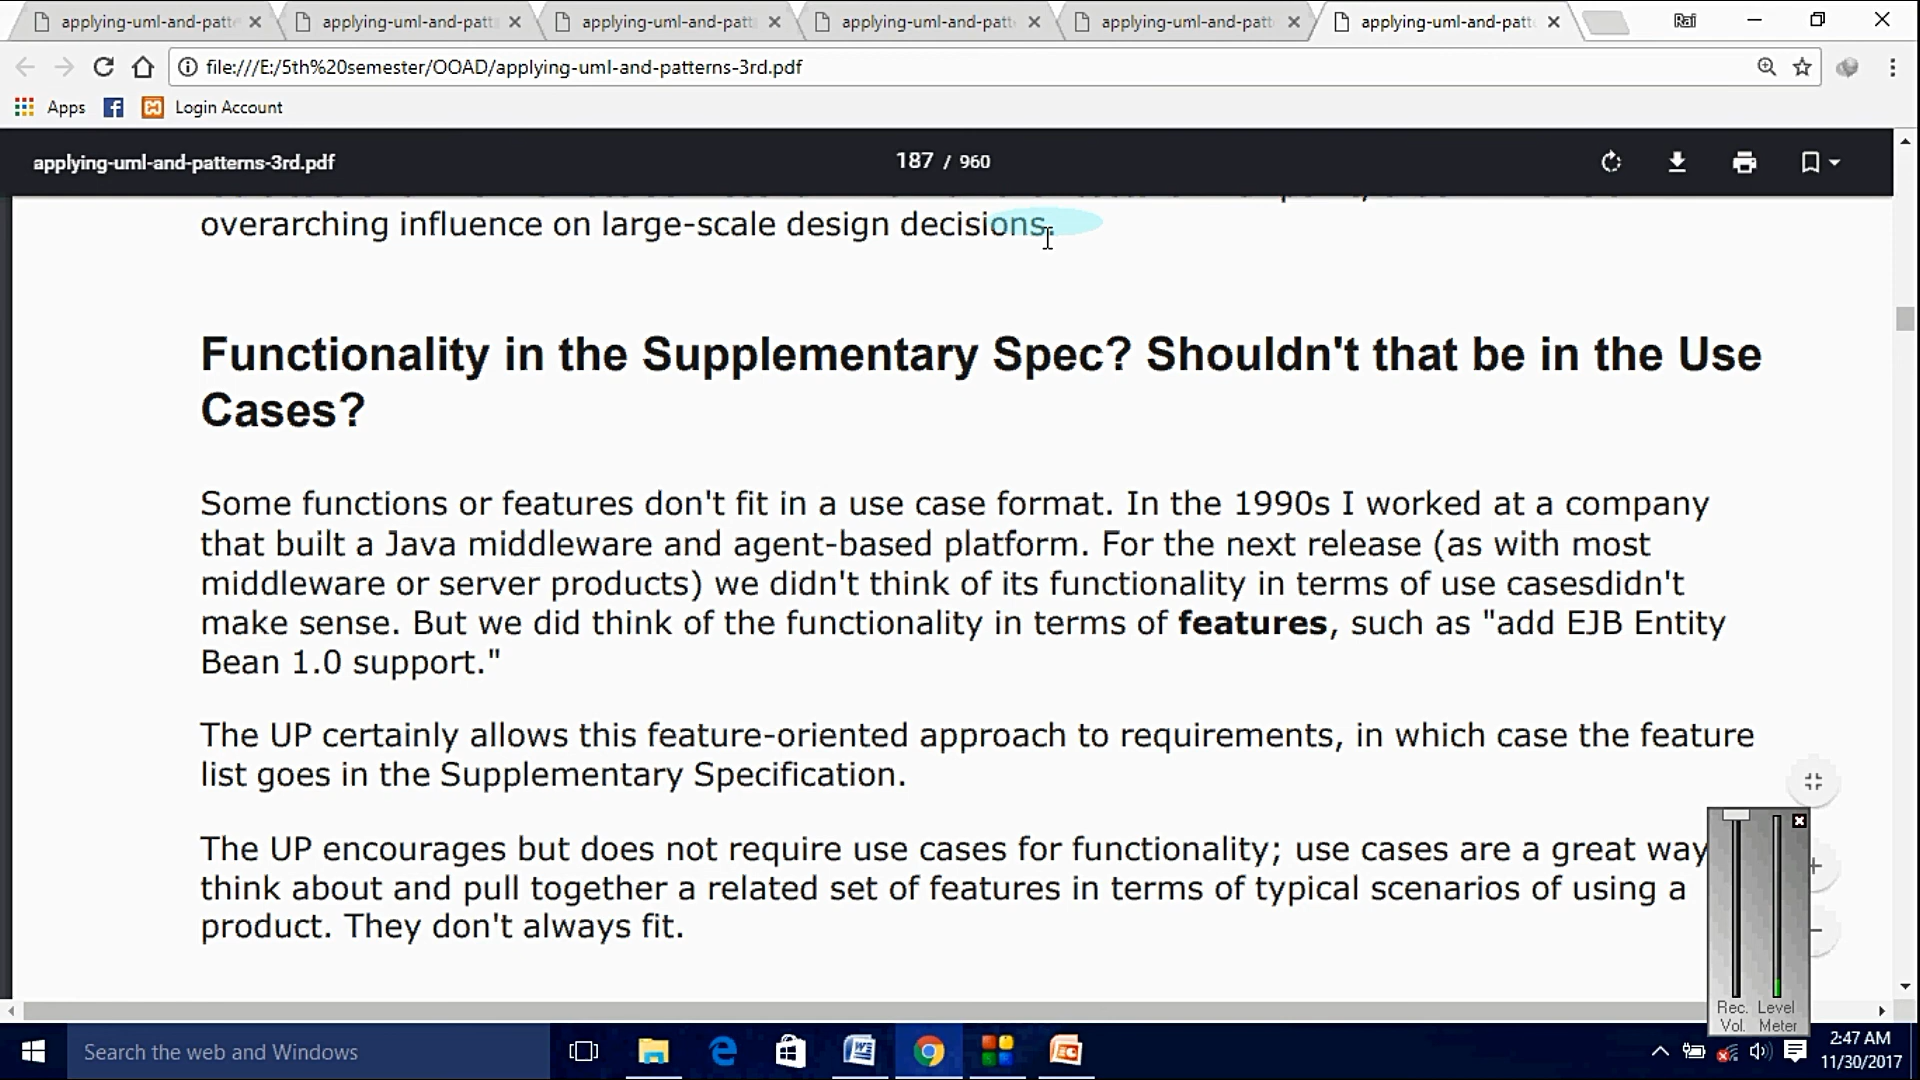 applying-uml-and-patte
applying-uml-and-patte
applying-uml-and-patte
applying-uml-and-patte
applying-uml-and-patte
applying-uml-and-patte
Raj
file:///E:/5th%20semester/OOAD/applying-uml-and-patterns-3rd.pdf
Apps
Login Account
applying-uml-and-patterns-3rd.pdf
187 / 960
overarching influence on large-scale design decisions.
Functionality in the Supplementary Spec? Shouldn't that be in the Use
Cases?
Some functions or features don't fit in a use case format. In the 1990s I worked at a company
that built a Java middleware and agent-based platform. For the next release (as with most
middleware or server products) we didn't think of its functionality in terms of use casesdidn't
make sense. But we did think of the functionality in terms of features, such as "add EJB Entity
Bean 1.0 support."
The UP certainly allows this feature-oriented approach to requirements, in which case the feature
list goes in the Supplementary Specification.
The UP encourages but does not require use cases for functionality; use cases are a great way
think about and pull together a related set of features in terms of typical scenarios of using a
product. They don't always fit.
Rec. Level
Vol. Meter
Search the web and Windows
2:47 AM
11/30/2017